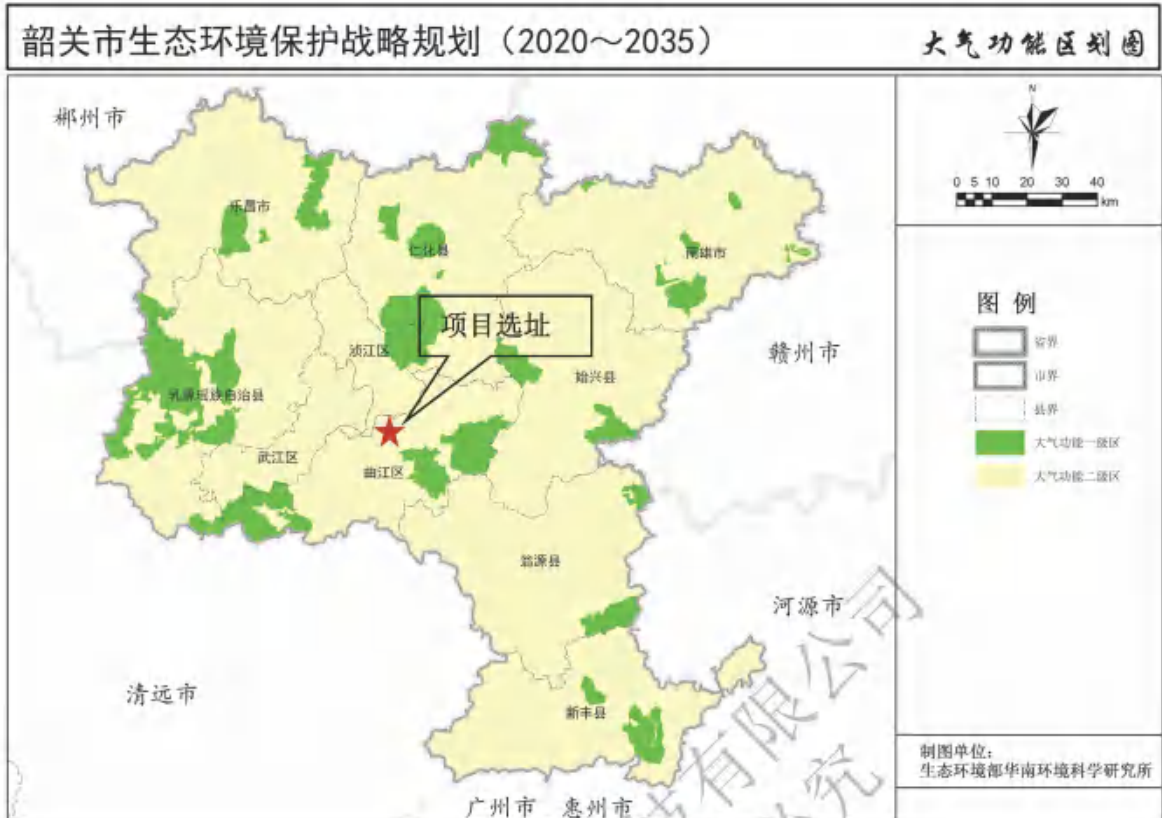 韶关市生态环境保护战略规划（2020～2035）
大气功能区划图
郴州市
N
0 5 10 20 30 40
km
乐昌市
仁化县
南雄市
图 例
项目选址
省界
浈江区
赣州市
始兴县
市界
乳源瑶族自治县
县界
大气功能一级区
武江区
曲江区
大气功能二级区
翁源县
河源市
清远市
新丰县
制图单位：
生态环境部华南环境科学研究所
广州市
惠州市
有限公司
研究